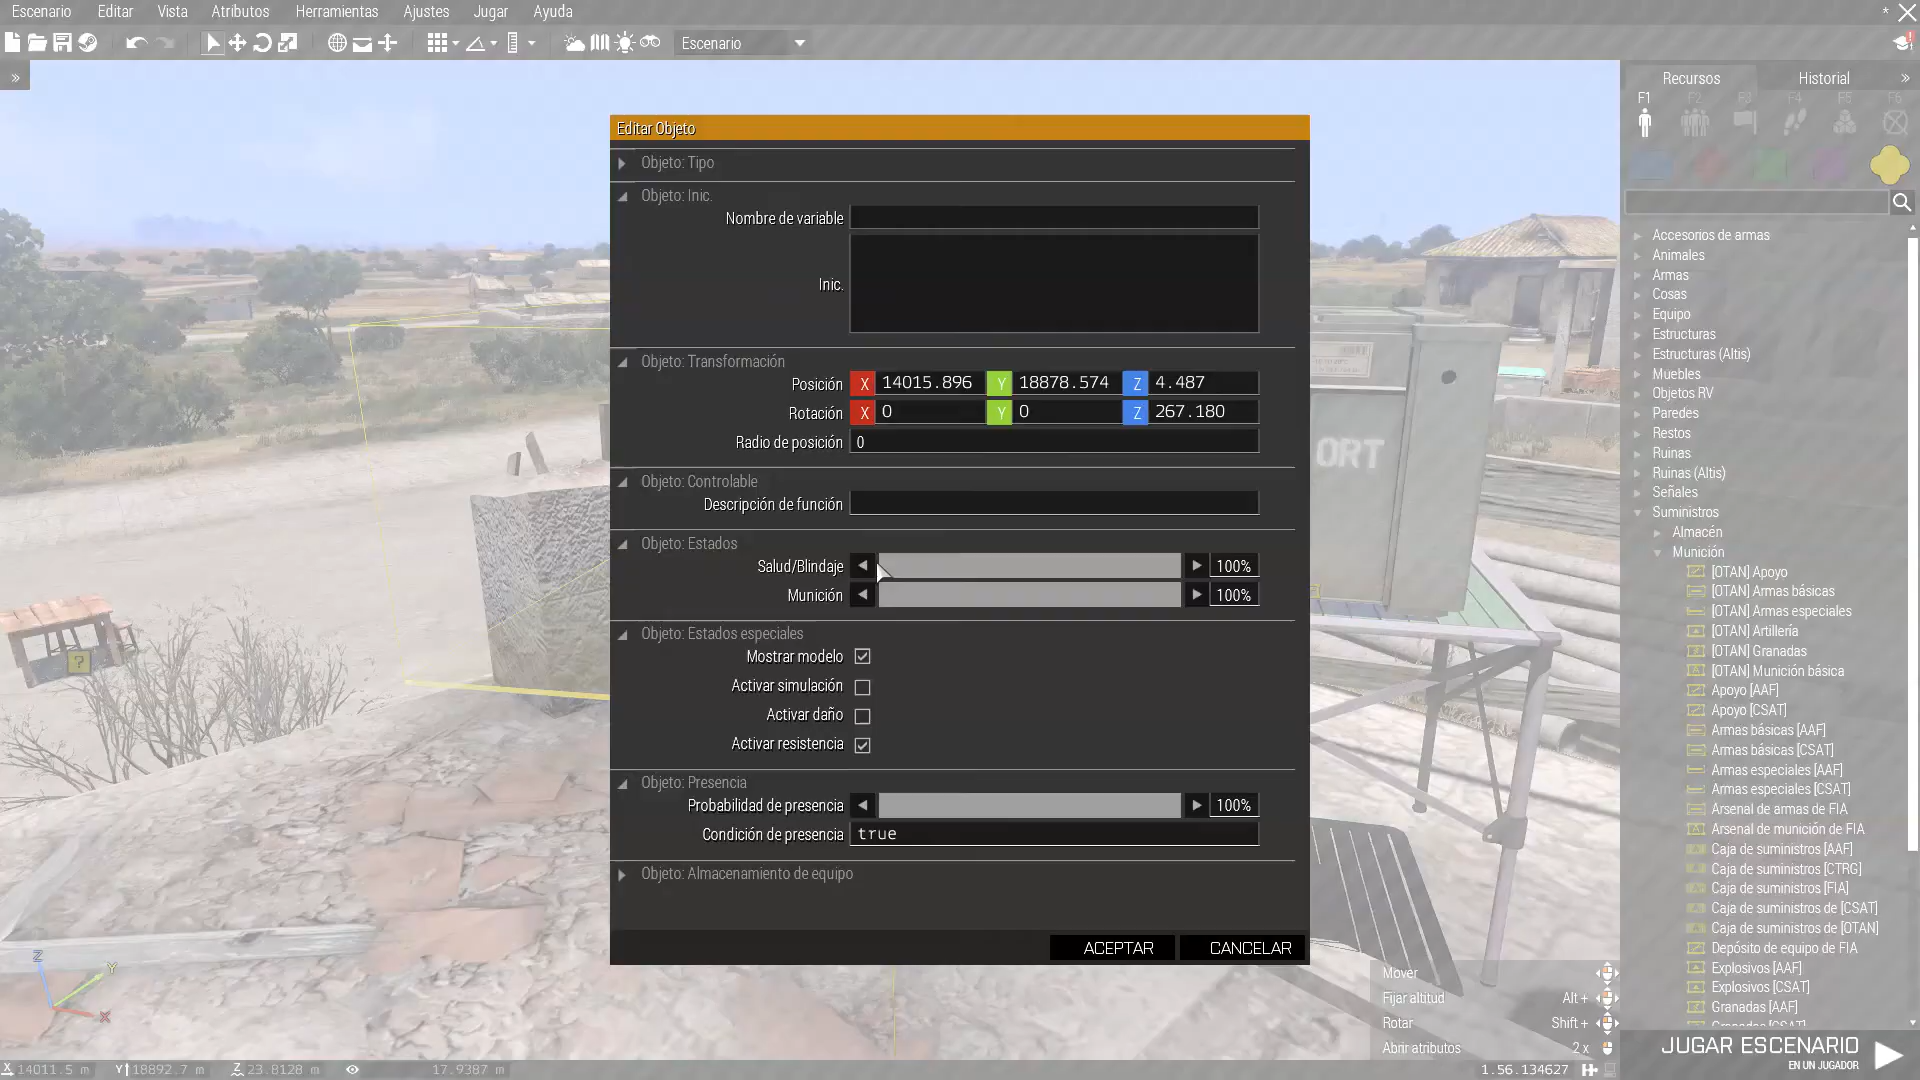 Escenario Editar Vista Atributos Herramientas Ajustes Jugar Ayuda
Escenario
Editar Objeto
Objeto: Tipo
Objeto: Inic.
Nombre de variable
Inic.
Objeto: Transformación
Posición X 14015.896 Y 18878.574 Z 4.487
Rotación X 0 Y 0 Z 267.180
Radio de posición 0
Objeto: Controlable
Descripción de función
Objeto: Estados
Salud/Blindaje 100%
Munición 100%
Objeto: Estados especiales
Mostrar modelo
Activar simulación
Activar daño
Activar resistencia
Objeto: Presencia
Probabilidad de presencia 100%
Condición de presencia true
Objeto: Almacenamiento de equipo
ACEPTAR CANCELAR
ORT
Recursos Historial
F1 F2 F3 F4 F5 F6
Accesorios de armas
Animales
Armas
Cosas
Equipo
Estructuras
Estructuras (Altis)
Muebles
Objetos RV
Paredes
Restos
Ruinas
Ruinas (Altis)
Señales
Suministros
Almacén
Munición
[OTAN] Apoyo
[OTAN] Armas básicas
[OTAN] Armas especiales
[OTAN] Artillería
[OTAN] Granadas
[OTAN] Munición básica
Apoyo [AAF]
Apoyo [CSAT]
Armas básicas [AAF]
Armas básicas [CSAT]
Armas especiales [AAF]
Armas especiales [CSAT]
Arsenal de armas de FIA
Arsenal de munición de FIA
Caja de suministros [AAF]
Caja de suministros [CTRG]
Caja de suministros [FIA]
Caja de suministros de [CSAT]
Caja de suministros de [OTAN]
Depósito de equipo de FIA
Explosivos [AAF]
Explosivos [CSAT]
Granadas [AAF]
Granadas [CSAT]
Mover
Fijar altitud Alt +
Rotar Shift +
Abrir atributos 2 x
JUGAR ESCENARIO
EN UN JUGADOR
Z
Y
X
X 14011.5 m Y 18892.7 m Z 23.8128 m 17.9387 m 1.56.134627